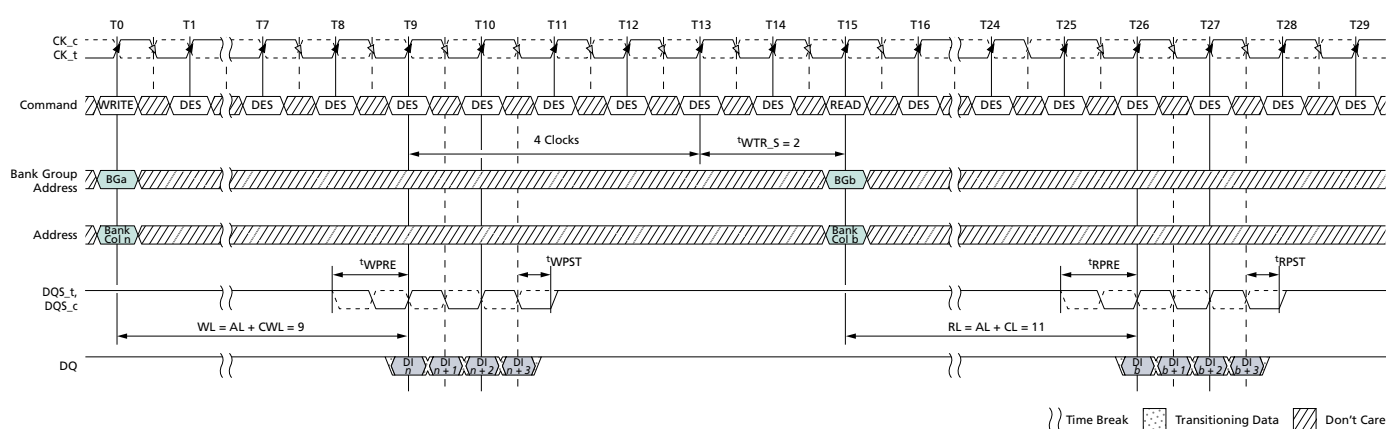 T0 T1 T7 T8 T9 T10 T11 T12 T13 T14 T15 T16 T24 T25 T26 T27 T28 T29
CK_c
CK_t
Command WRITE DES DES DES DES DES DES DES DES DES READ DES DES DES DES DES DES DES
4 Clocks tWTR_S = 2
Bank Group
Address
BGa BGb
Address
Bank
Col n
Bank
Col b
tWPRE tWPST tRPRE tRPST
DQS_t,
DQS_c
WL = AL + CWL = 9 RL = AL + CL = 11
DQ
DI
n
DI
n + 1
DI
n + 2
DI
n + 3
DI
b
DI
b + 1
DI
b + 2
DI
b + 3
Time Break Transitioning Data Don't Care